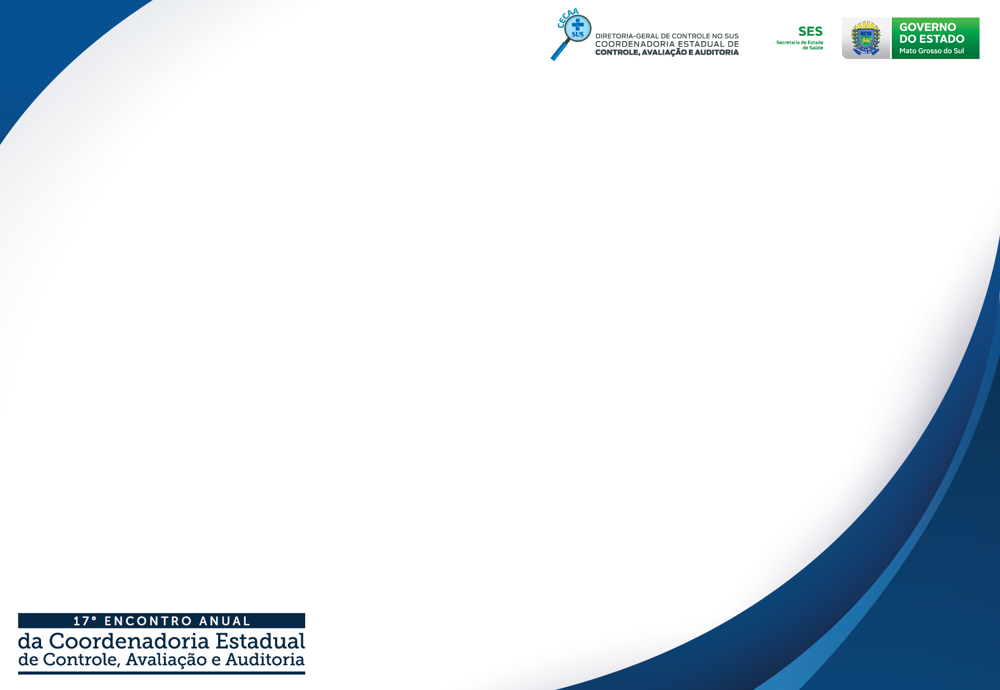 CECAA
SUS
DIRETORIA-GERAL DE CONTROLE NO SUS
COORDENADORIA ESTADUAL DE
CONTROLE, AVALIAÇÃO E AUDITORIA
SES
Secretaria de Estado
de Saúde
GOVERNO
DO ESTADO
Mato Grosso do Sul
17° ENCONTRO ANUAL
da Coordenadoria Estadual
de Controle, Avaliação e Auditoria